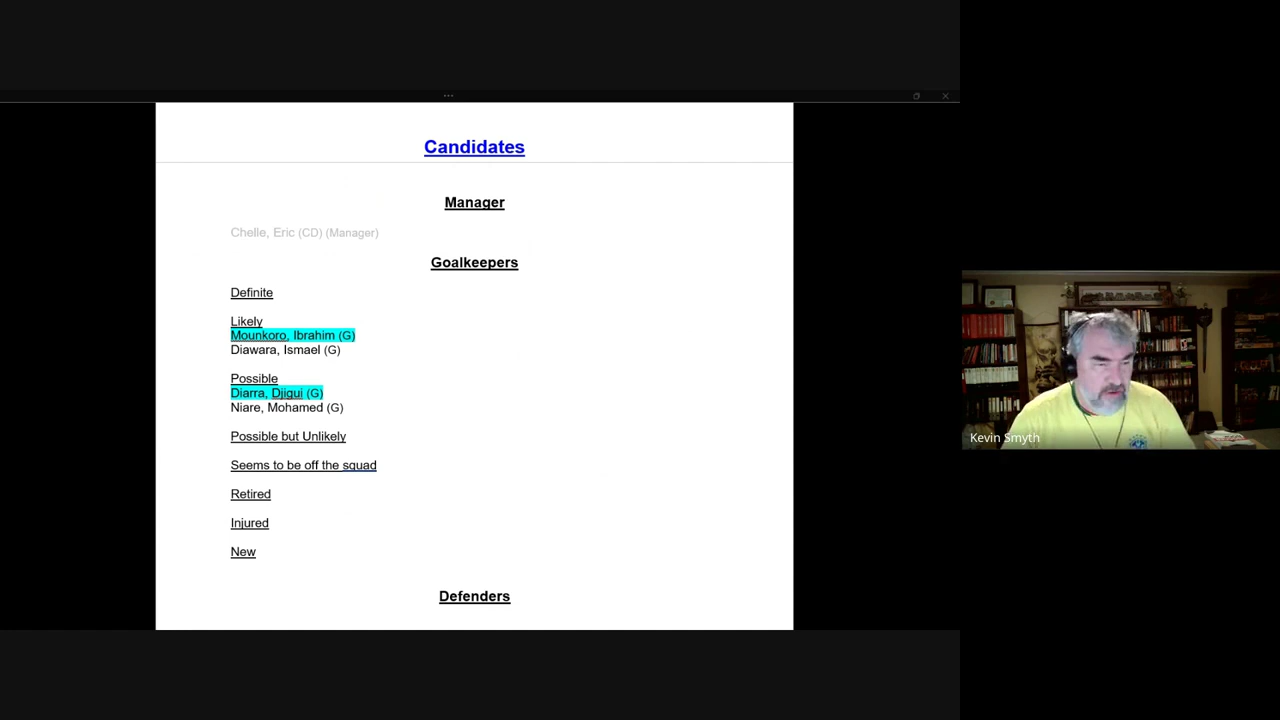 Candidates
Manager
Chelle, Eric (CD) (Manager)
Goalkeepers
Definite
Likely
Mounkoro, Ibrahim (G)
Diawara, Ismael (G)
Possible
Diarra, Djigui (G)
Niare, Mohamed (G)
Possible but Unlikely
Seems to be off the squad
Retired
Injured
New
Defenders
Kevin Smyth